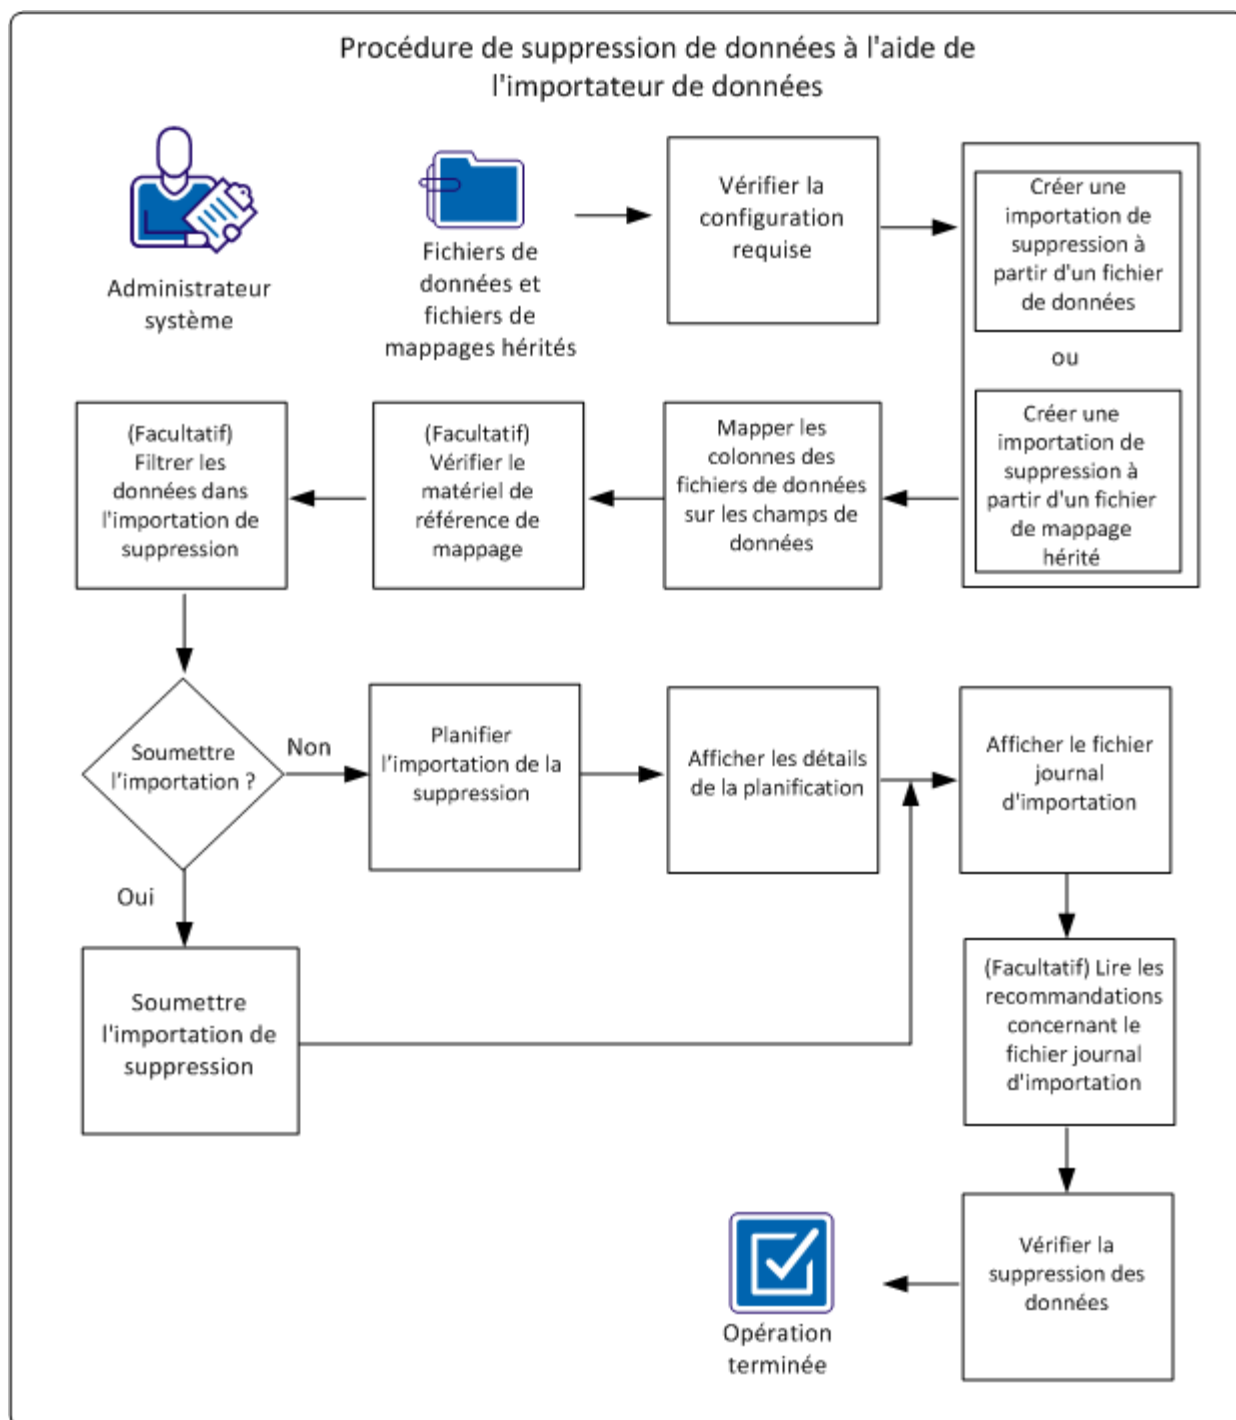 Procédure de suppression de données à l'aide de
l'importateur de données
Administrateur
système
Fichiers de
données et
fichiers de
mappages hérités
Vérifier la
configuration
requise
Créer une
importation de
suppression à
partir d'un fichier
de données
ou
Créer une
importation de
suppression à
partir d'un fichier
de mappage
hérité
Mapper les
colonnes des
fichiers de données
sur les champs de
données
(Facultatif)
Vérifier le
matériel de
référence de
mappage
(Facultatif)
Filtrer les
données dans
l'importation de
suppression
Soumettre
l'importation ?
Non
Planifier
l'importation de la
suppression
Afficher les détails
de la planification
Afficher le fichier
journal
d'importation
Oui
Soumettre
l'importation de
suppression
(Facultatif) Lire les
recommandations
concernant le
fichier journal
d'importation
Vérifier la
suppression des
données
Opération
terminée